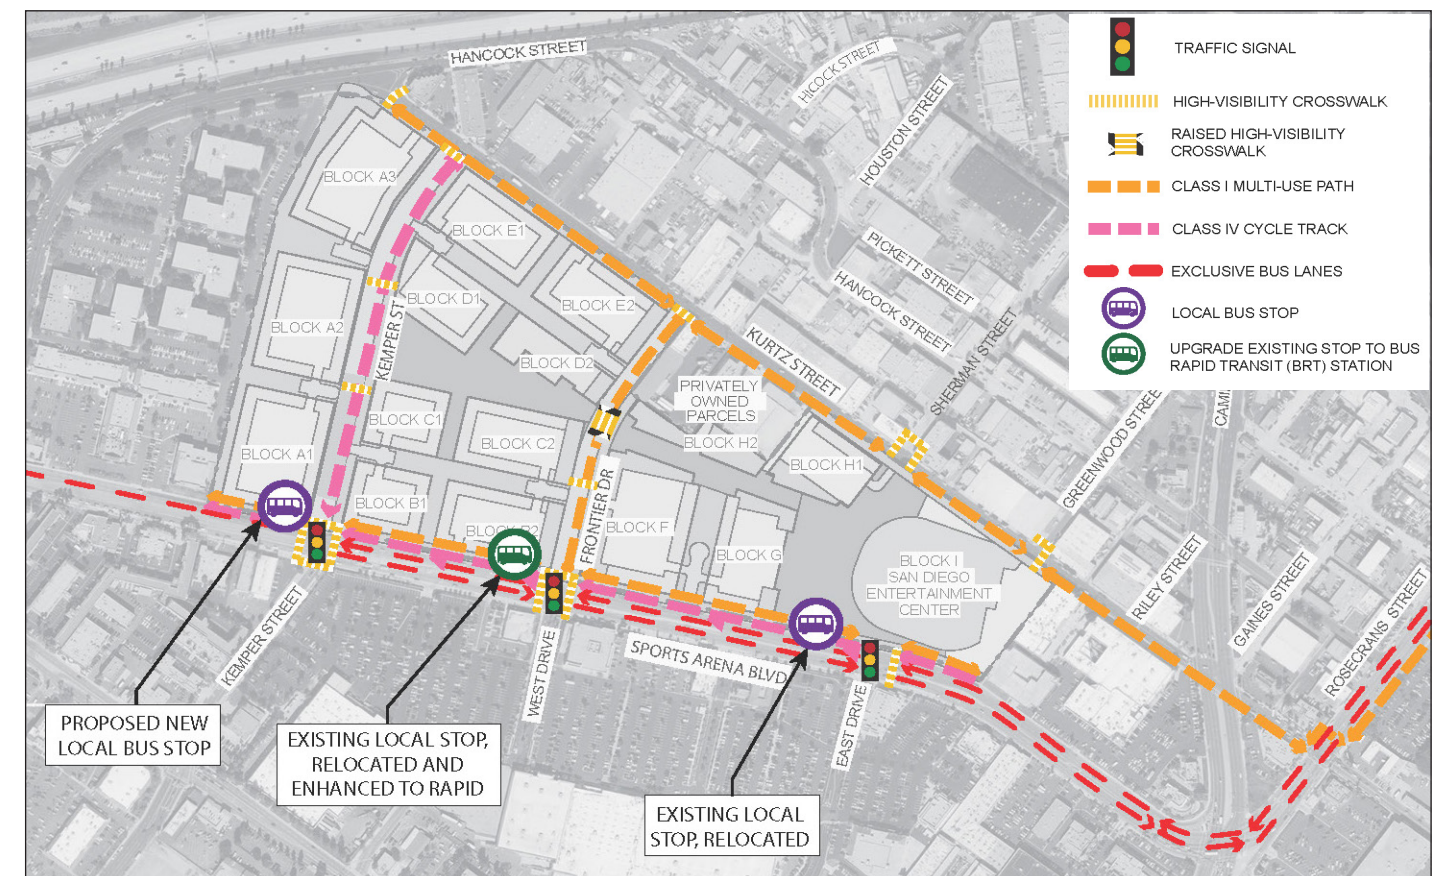 HANCOCK STREET
HICOCK STREET
HOUSTON STREET
TRAFFIC SIGNAL
HIGH-VISIBILITY CROSSWALK
RAISED HIGH-VISIBILITY
CROSSWALK
CLASS I MULTI-USE PATH
CLASS IV CYCLE TRACK
EXCLUSIVE BUS LANES
LOCAL BUS STOP
UPGRADE EXISTING STOP TO BUS
RAPID TRANSIT (BRT) STATION
BLOCK A3
BLOCK E1
PICKETT STREET
HANCOCK STREET
BLOCK D1
BLOCK E2
BLOCK A2
KEMPER ST
KURTZ STREET
SHERMAN STREET
BLOCK D2
PRIVATELY
OWNED
PARCELS
GREENWOOD STREET
CAMI
BLOCK C1
BLOCK C2
BLOCK H2
BLOCK A1
BLOCK H1
BLOCK B1
BLOCK B2
FRONTIER DR
BLOCK F
BLOCK G
BLOCK I
SAN DIEGO
ENTERTAINMENT
CENTER
RILEY STREET
GAINES STREET
ROSECRANS STREET
KEMPER STREET
WEST DRIVE
SPORTS ARENA BLVD
EAST DRIVE
PROPOSED NEW
LOCAL BUS STOP
EXISTING LOCAL STOP,
RELOCATED AND
ENHANCED TO RAPID
EXISTING LOCAL
STOP, RELOCATED